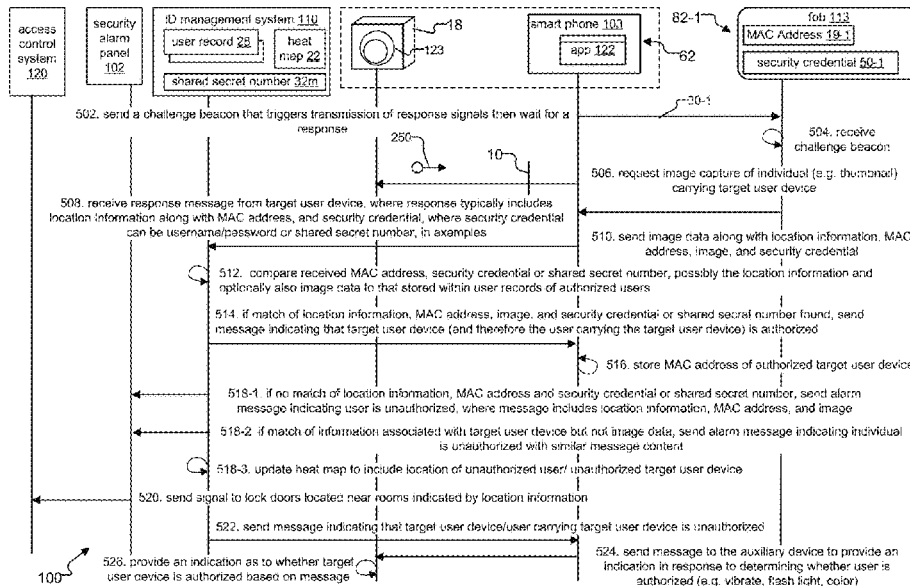 access control system 120
security alarm panel 102
ID management system 110
user record 28
heat map 22
shared secret number 32m
18
123
smart phone 103
app 122
62
82-1
fob 113
MAC Address 19-1
security credential 50-1
502. send a challenge beacon that triggers transmission of response signals then wait for a response
504. receive challenge beacon
250
10
506. request image capture of individual (e.g. thumbnail) carrying target user device
508. receive response message from target user device, where response typically includes location information along with MAC address, and security credential, where security credential can be username/password or shared secret number, in examples
510. send image data along with location information, MAC address, image, and security credential
512. compare received MAC address, security credential or shared secret number, possibly the location information and optionally also image data to that stored within user records of authorized users
514. if match of location information, MAC address, image, and security credential or shared secret number found, send message indicating that target user device (and therefore the user carrying the target user device) is authorized
516. store MAC address of authorized target user device
518-1. if no match of location information, MAC address and security credential or shared secret number, send alarm message indicating user is unauthorized, where message includes location information, MAC address, and image
518-2 if match of information associated with target user device but not image data, send alarm message indicating individual is unauthorized with similar message content
518-3. update heat map to include location of unauthorized user/ unauthorized target user device
520. send signal to lock doors located near rooms indicated by location information
522. send message indicating that target user device/user carrying target user device is unauthorized
524. send message to the auxiliary device to provide an indication in response to determining whether user is authorized (e.g. vibrate, flash light, color)
provide an indication as to whether target user device is authorized based on message
100